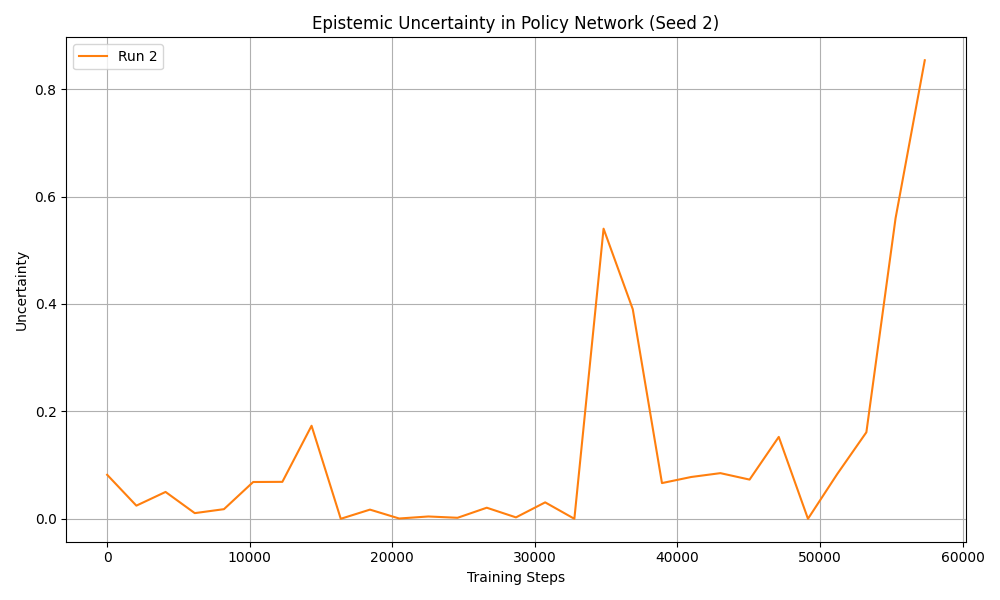 Epistemic Uncertainty in Policy Network (Seed 2)
Run 2
Uncertainty
0.8
0.6
0.4
0.2
0.0
0 10000 20000 30000 40000 50000 60000
Training Steps